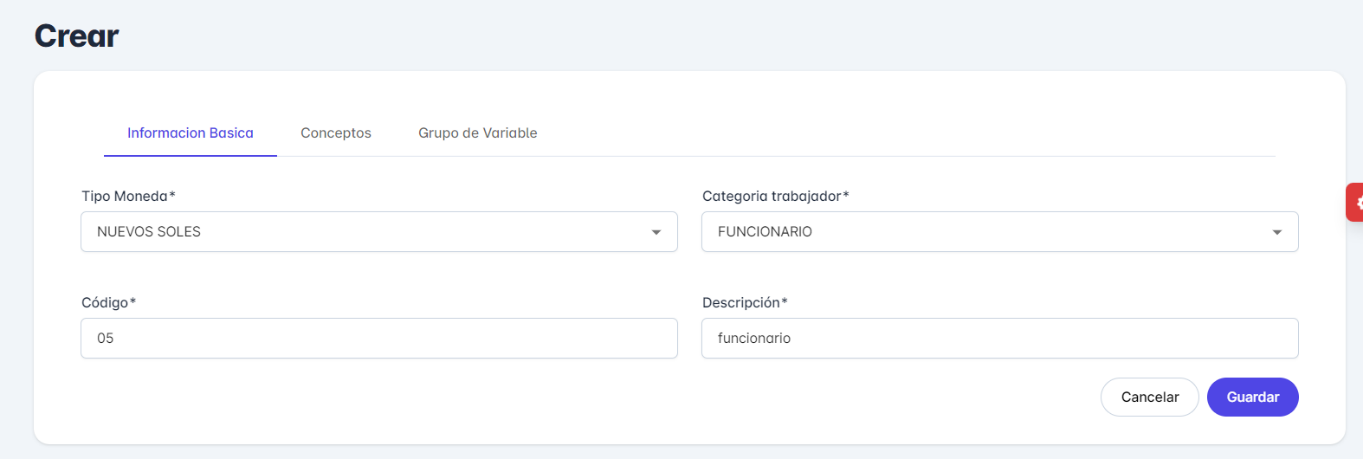 Crear
Informacion Basica Conceptos Grupo de Variable
Tipo Moneda* Categoria trabajador*
NUEVOS SOLES FUNCIONARIO
Código* Descripción*
05 funcionario
Cancelar Guardar